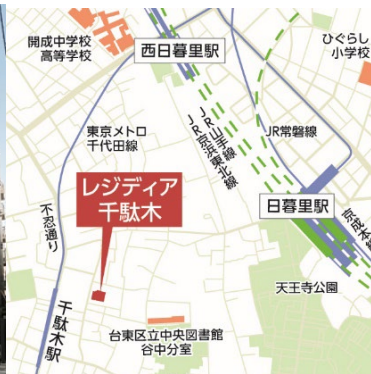 開成中学校
高等学校
西日暮里駅
ひぐらし
小学校
東京メトロ
千代田線
JR山手線
JR京浜東北線
JR常磐線
レジディア
千駄木
不忍通り
日暮里駅
京成本線
天王寺公園
千駄木駅
台東区立中央図書館
谷中分室